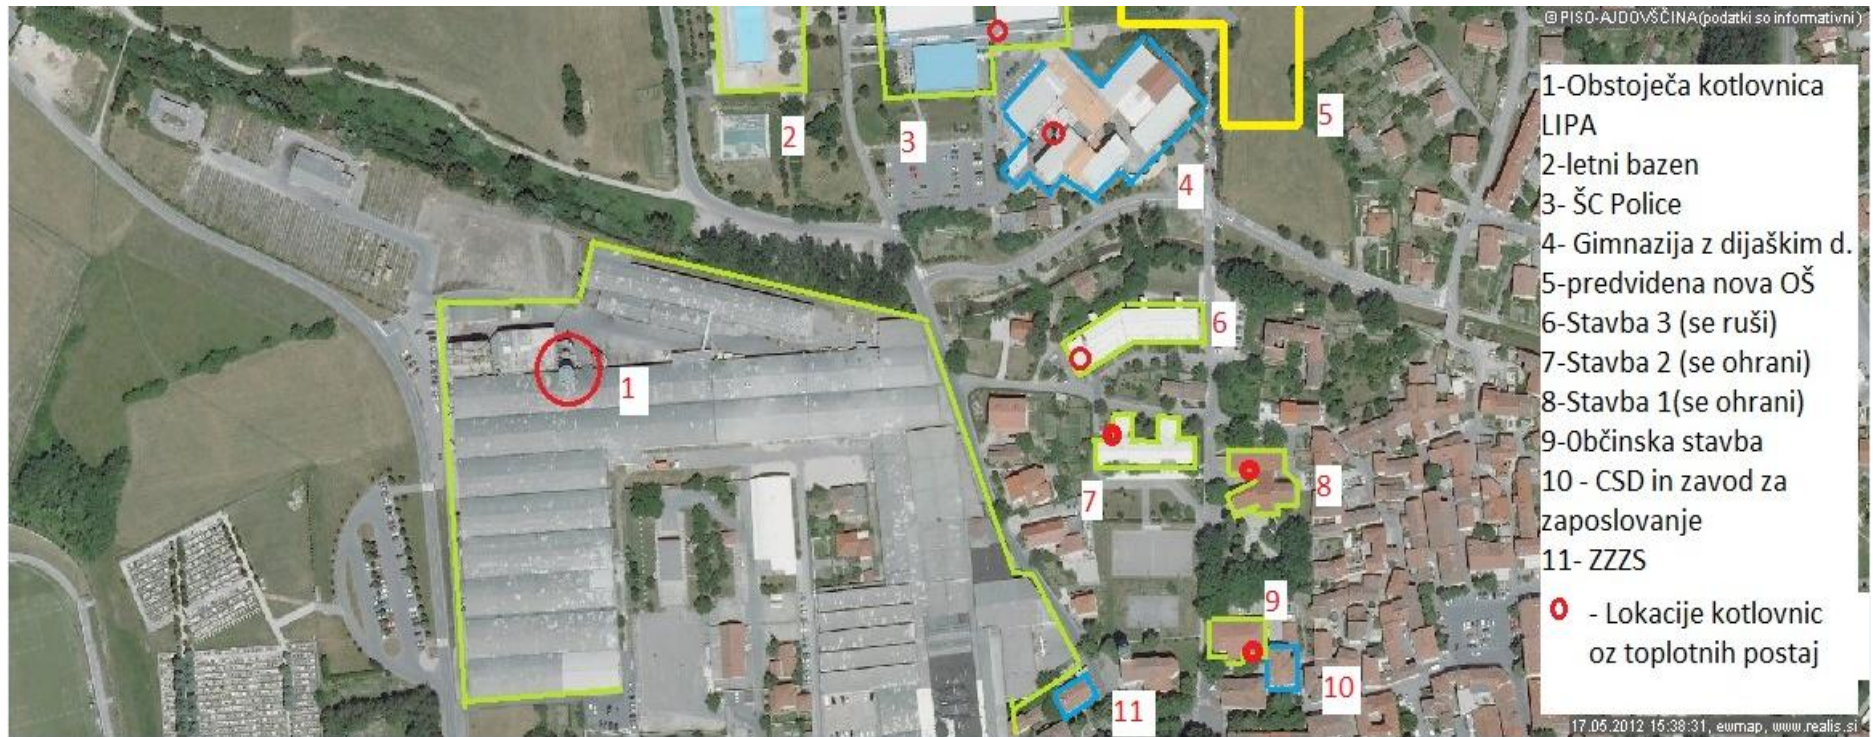 © PISO-AJDOVŠČINA(podatki so informativni)
1-Obstoječa kotlovnica
LIPA
2-letni bazen
3- ŠC Police
4- Gimnazija z dijaškim d.
5-predvidena nova OŠ
6-Stavba 3 (se ruši)
7-Stavba 2 (se ohrani)
8-Stavba 1(se ohrani)
9-0bčinska stavba
10 - CSD in zavod za
zaposlovanje
11- ZZZS
- Lokacije kotlovnic
oz toplotnih postaj
2
3
4
5
6
1
7
8
9
10
11
17.05.2012 15:38:31, ewmap, www.realis.si